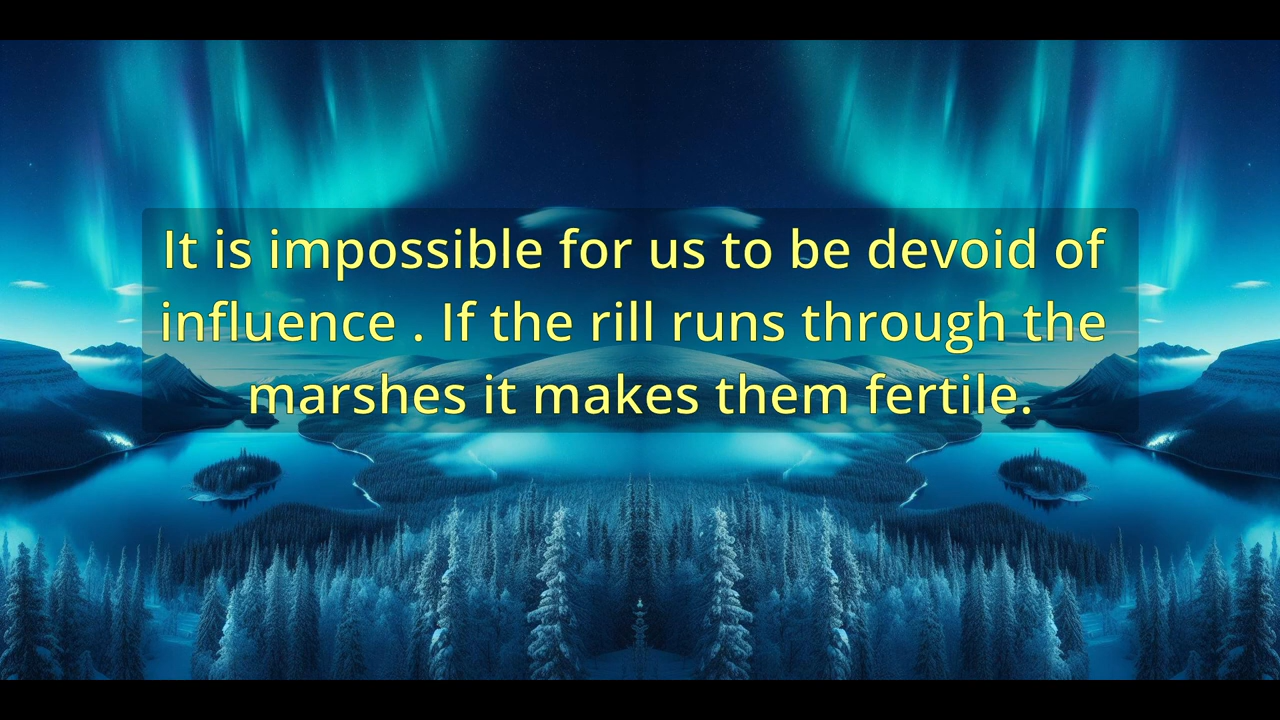 It is impossible for us to be devoid of
influence . If the rill runs through the
marshes it makes them fertile.